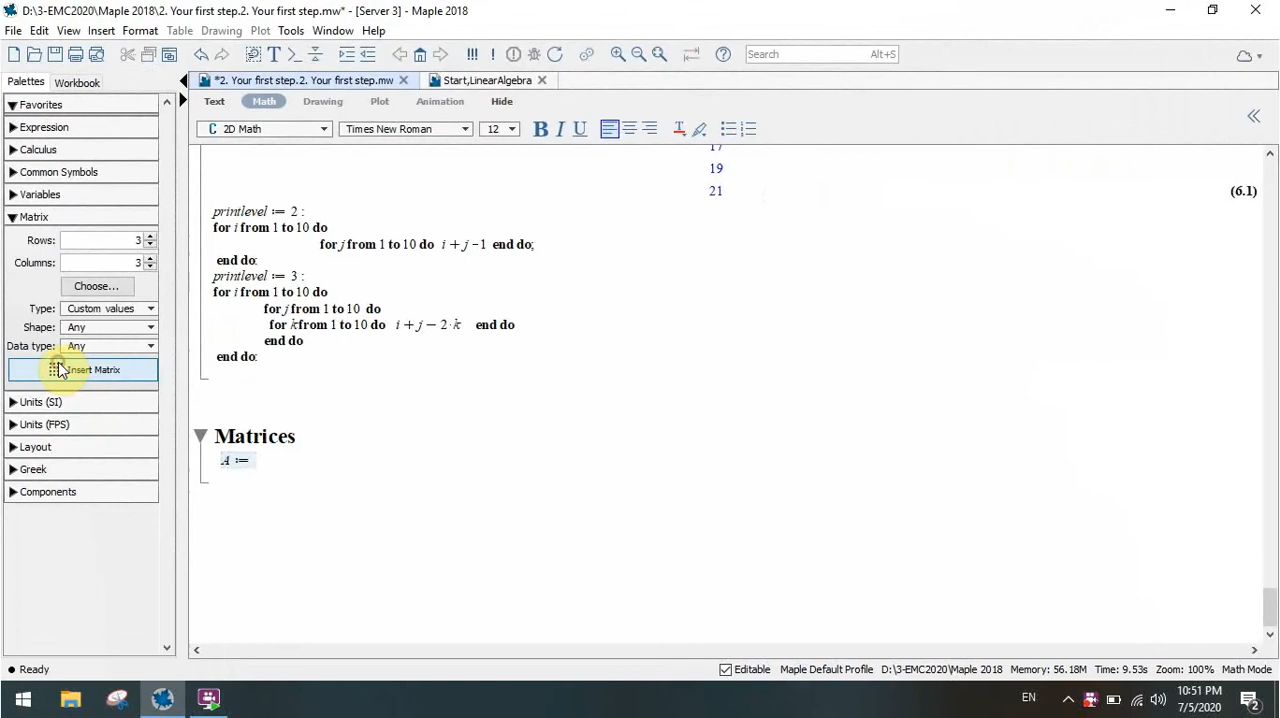 D:\3-EMC2020\Maple 2018\2. Your first step.2. Your first step.mw* - [Server 3] - Maple 2018
File Edit View Insert Format Table Drawing Plot Tools Window Help
Search Alt+S
Palettes Workbook
*2. Your first step.2. Your first step.mw
Start,LinearAlgebra
Favorites
Text Math Drawing Plot Animation Hide
Expression
C 2D Math Times New Roman 12 B I U
Calculus
17
Common Symbols
19
Variables
21 (6.1)
Matrix
printlevel := 2 :
for i from 1 to 10 do
Rows: 3
for j from 1 to 10 do i + j - 1 end do;
Columns: 3
end do:
printlevel := 3 :
Choose...
for i from 1 to 10 do
Type: Custom values
for j from 1 to 10 do
Shape: Any
for k from 1 to 10 do i + j − 2·k end do
end do
Data type: Any
end do:
Insert Matrix
Units (SI)
Units (FPS)
Matrices
Layout
A :=
Greek
Components
Ready
Editable Maple Default Profile D:\3-EMC2020\Maple 2018 Memory: 56.18M Time: 9.53s Zoom: 100% Math Mode
EN
10:51 PM
7/5/2020
2